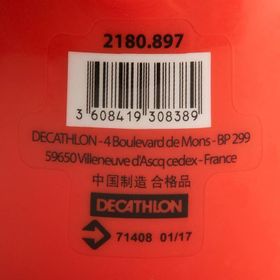 2180.897
3 608419 308389
DECATHLON - 4 Boulevard de Mons - BP 299
59650 Villeneuve d'Ascq cedex - France
中国制造 合格品
DECATHLON
71408 01/17